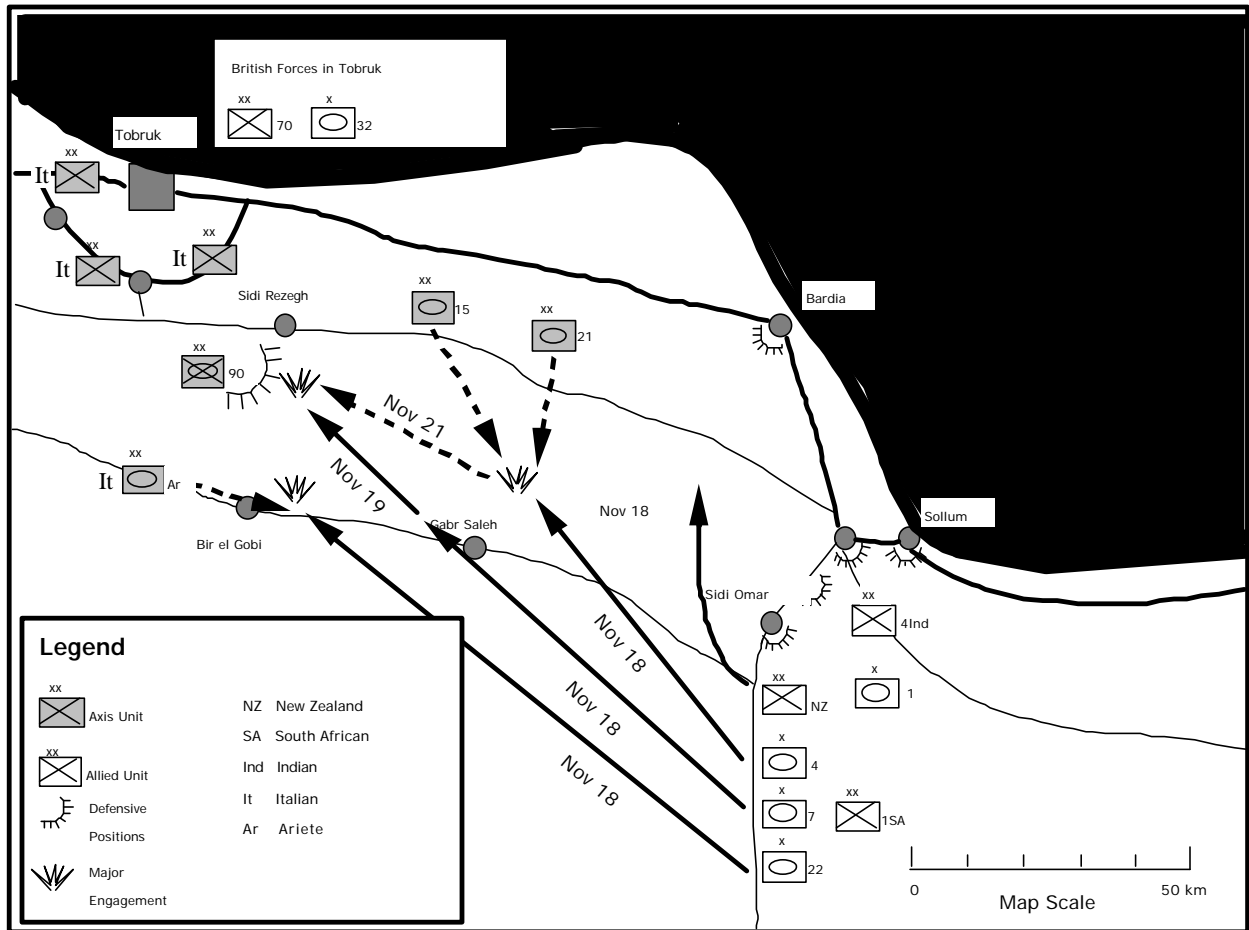 British Forces in Tobruk
xx
x
70
32
Tobruk
xx
It
xx
It
It
Sidi Rezegh
xx
15
xx
21
Bardia
xx
90
Nov 21
xx
It
Ar
Nov 19
Nov 18
Gabr Saleh
Bir el Gobi
Sollum
Sidi Omar
xx
4Ind
Nov 18
xx
NZ
x
1
Nov 18
x
4
Nov 18
x
7
xx
1SA
x
22
Legend
xx
Axis Unit
xx
Allied Unit
Defensive
Positions
Major
Engagement
NZ New Zealand
SA South African
Ind Indian
It Italian
Ar Ariete
0
50 km
Map Scale